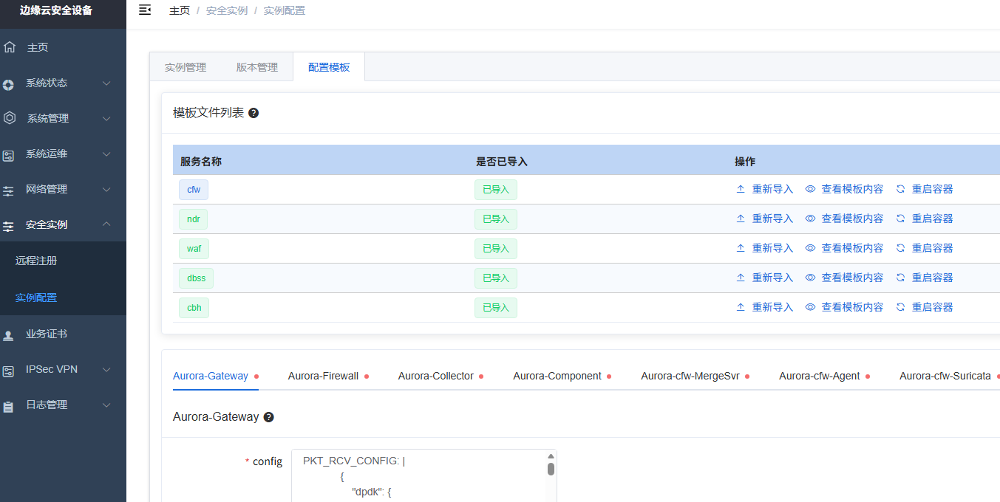 边缘云安全设备
主页 / 安全实例 / 实例配置
主页
系统状态
系统管理
系统运维
网络管理
安全实例
远程注册
实例配置
业务证书
IPSec VPN
日志管理
实例管理 版本管理 配置模板
模板文件列表 ?
服务名称 是否已导入 操作
cfw 已导入 重新导入 查看模板内容 重启容器
ndr 已导入 重新导入 查看模板内容 重启容器
waf 已导入 重新导入 查看模板内容 重启容器
dbss 已导入 重新导入 查看模板内容 重启容器
cbh 已导入 重新导入 查看模板内容 重启容器
Aurora-Gateway Aurora-Firewall Aurora-Collector Aurora-Component Aurora-cfw-MergeSvr Aurora-cfw-Agent Aurora-cfw-Suricata
Aurora-Gateway ?
* config PKT_RCV_CONFIG: |
{
"dpdk": {